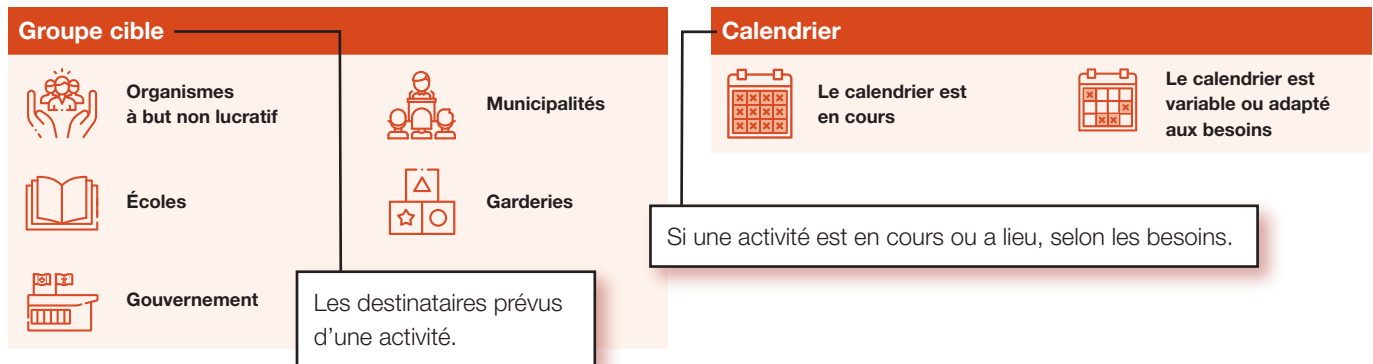 Groupe cible
Organismes
à but non lucratif
Municipalités
Écoles
Garderies
Gouvernement
Les destinataires prévus
d’une activité.
Calendrier
Le calendrier est
en cours
Le calendrier est
variable ou adapté
aux besoins
Si une activité est en cours ou a lieu, selon les besoins.